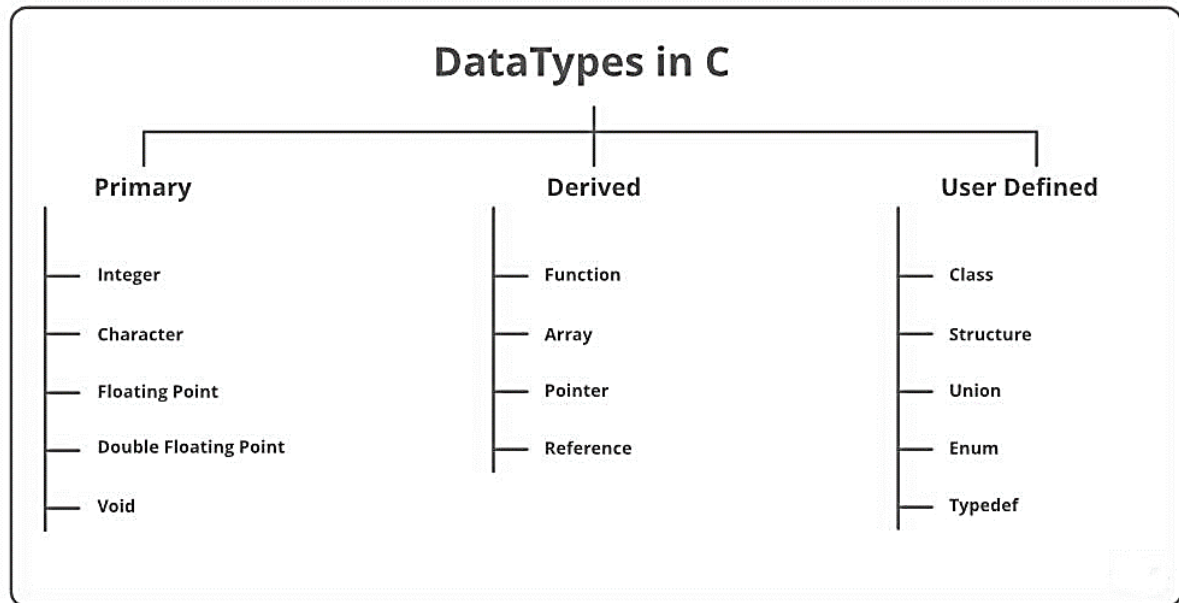 DataTypes in C
Primary
Integer
Character
Floating Point
Double Floating Point
Void
Derived
Function
Array
Pointer
Reference
User Defined
Class
Structure
Union
Enum
Typedef